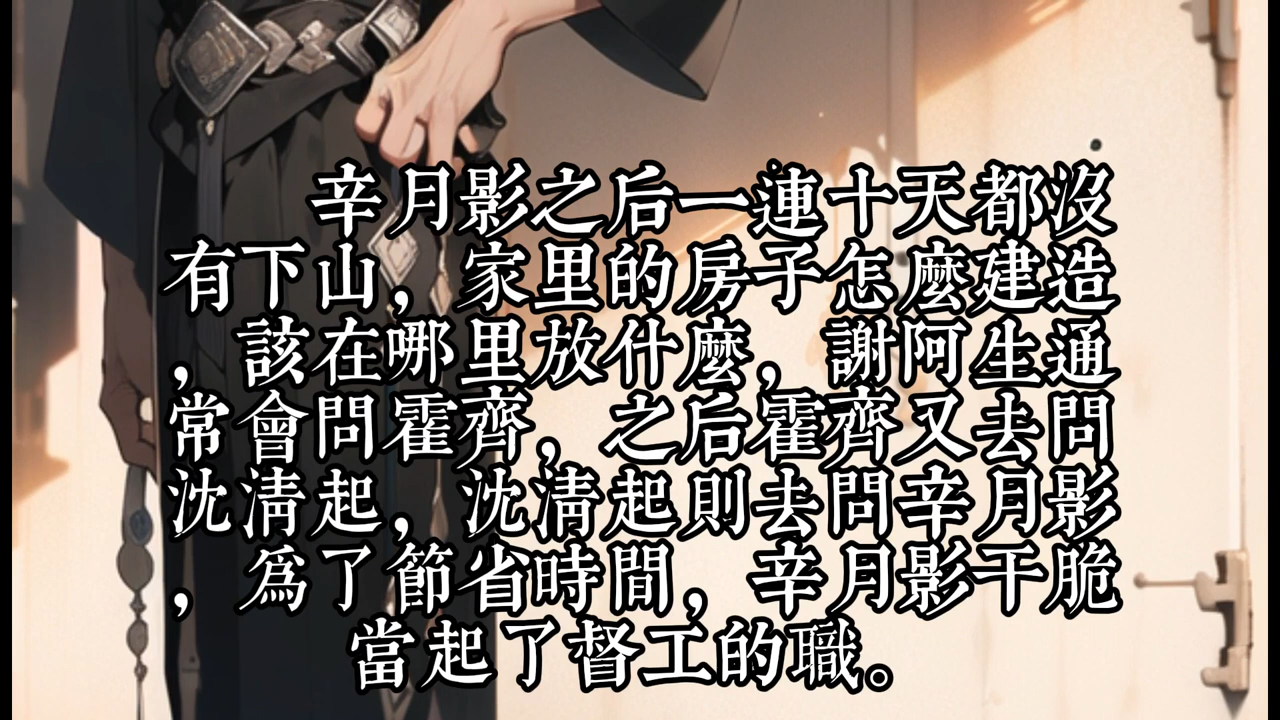 辛月影之后一連十天都沒
有下山，家里的房子怎麼建造
，該在哪里放什麼，謝阿生通
常會問霍齊，之后霍齊又去問
沈清起，沈清起則去問辛月影
，爲了節省時間，辛月影干脆
當起了督工的職。